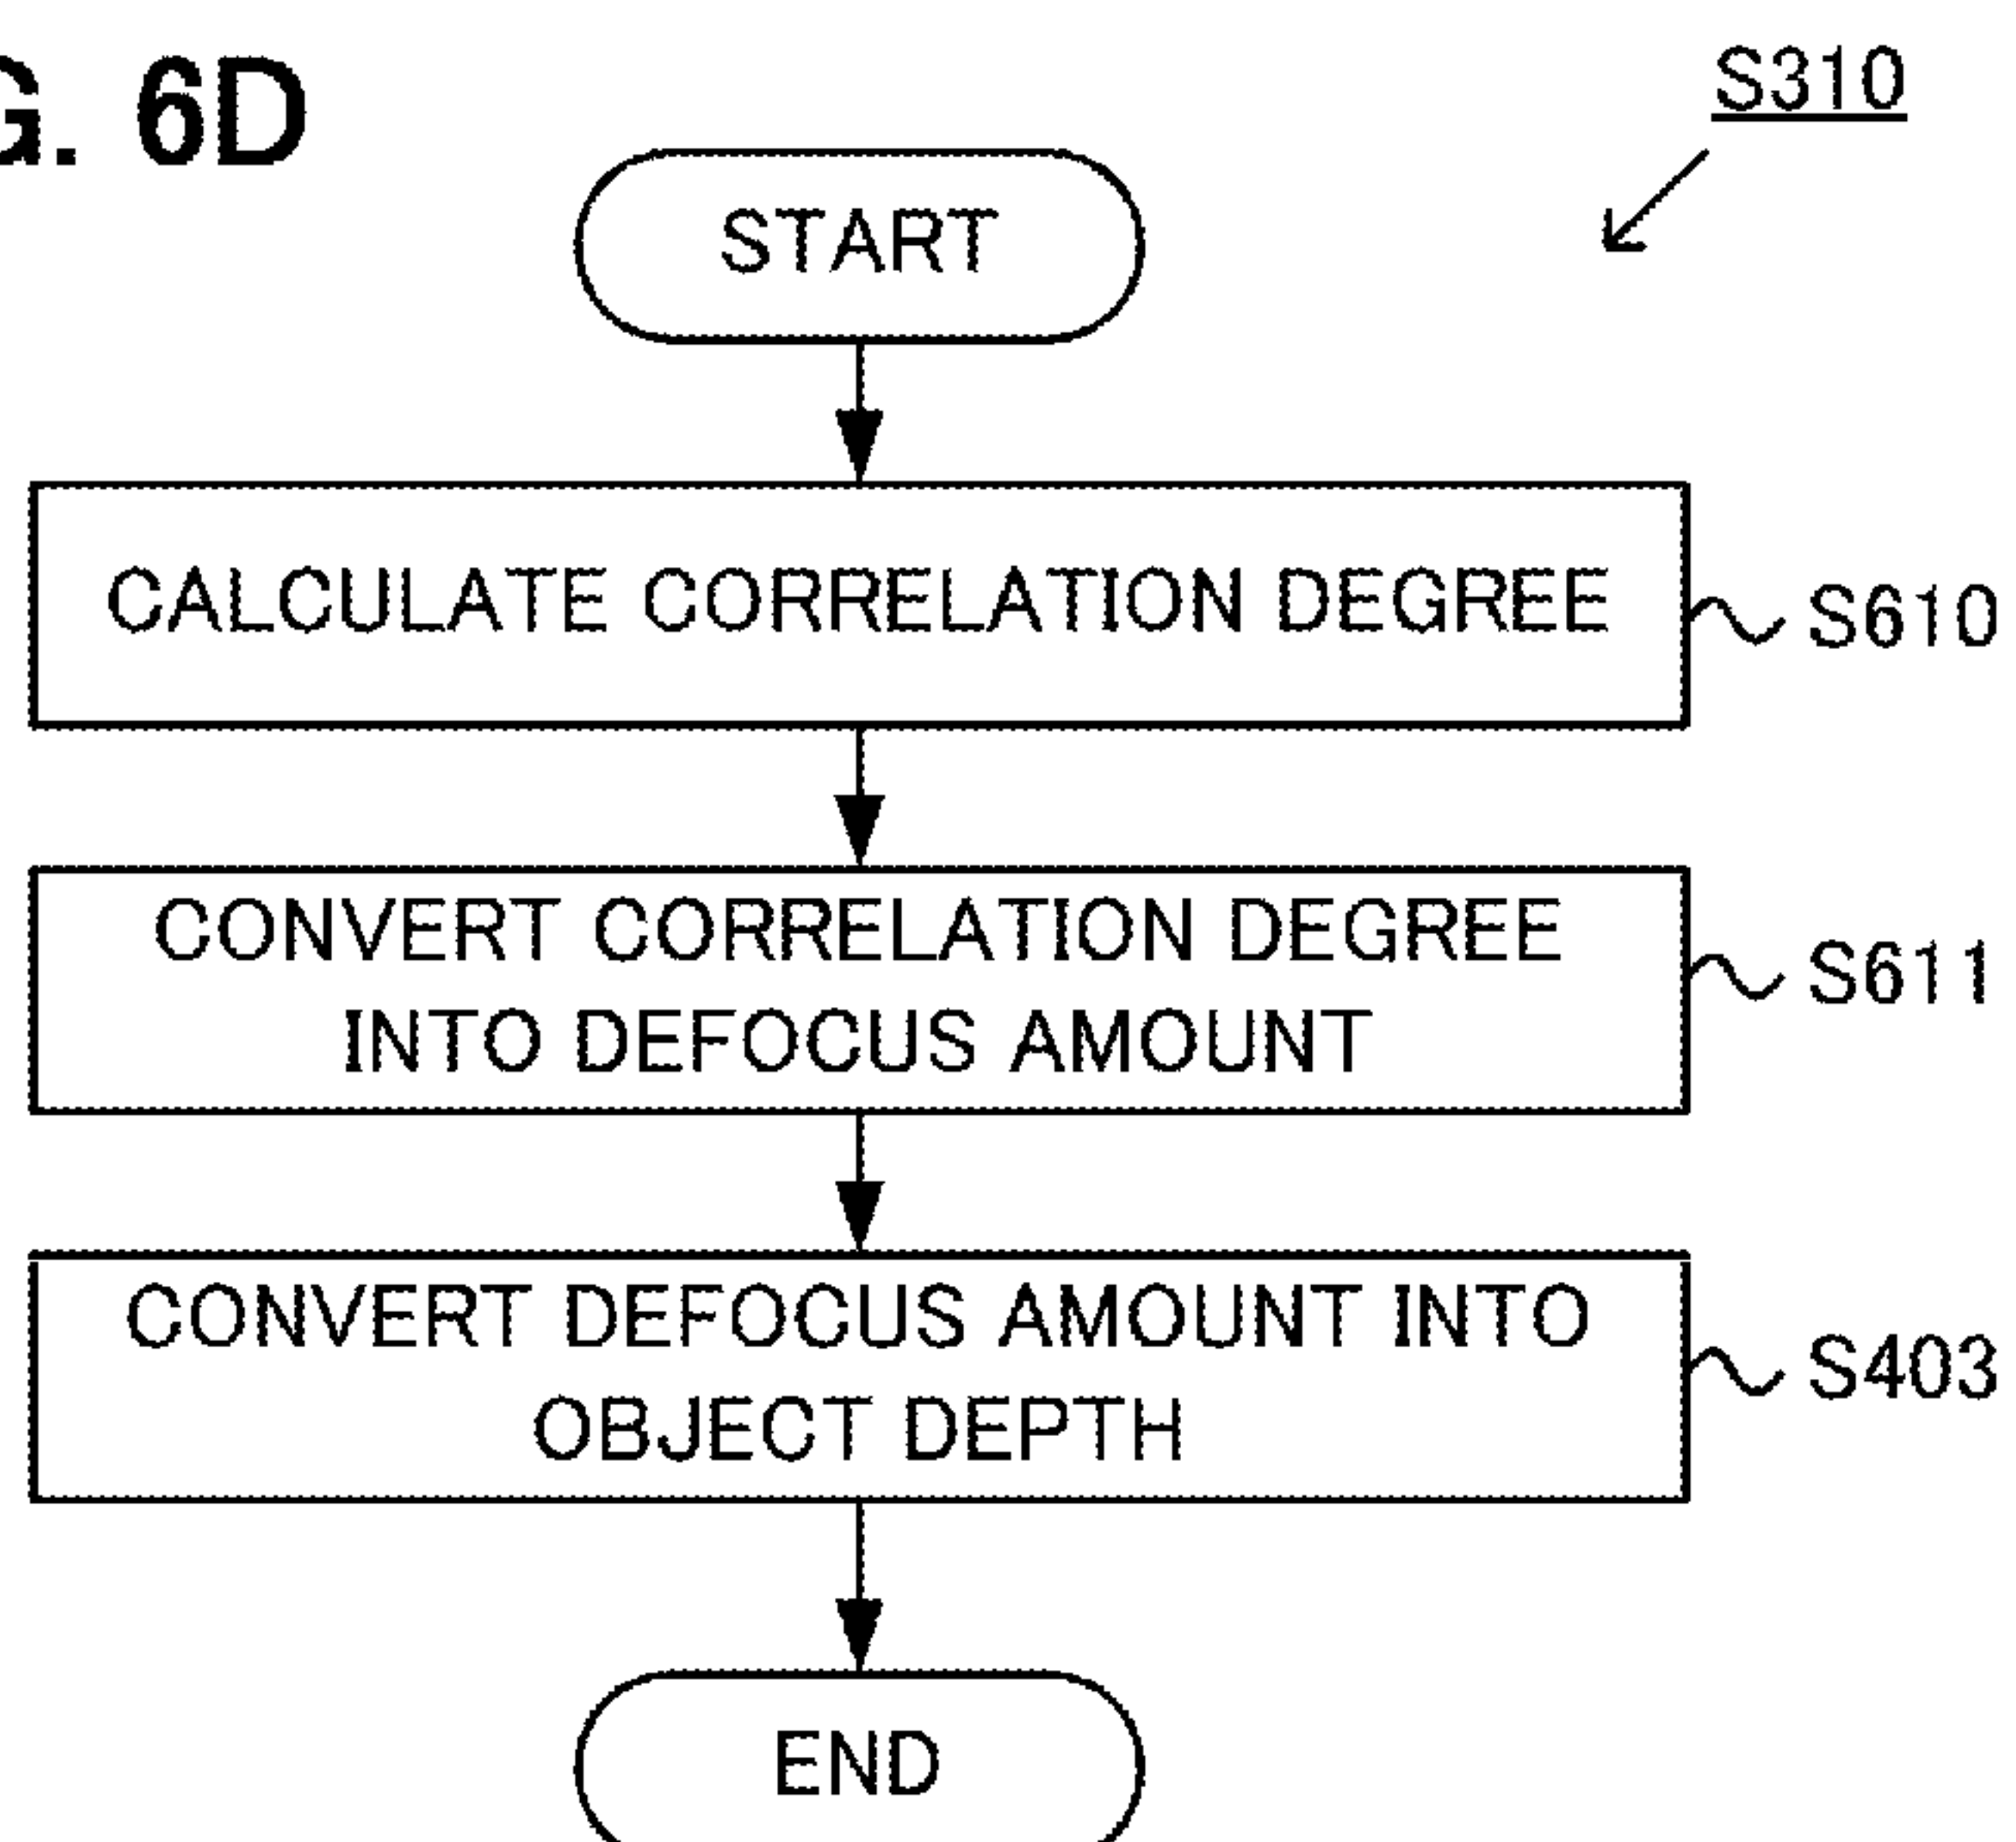 G. 6D
S310
START
CALCULATE CORRELATION DEGREE
S610
CONVERT CORRELATION DEGREE
INTO DEFOCUS AMOUNT
S611
CONVERT DEFOCUS AMOUNT INTO
OBJECT DEPTH
S403
END